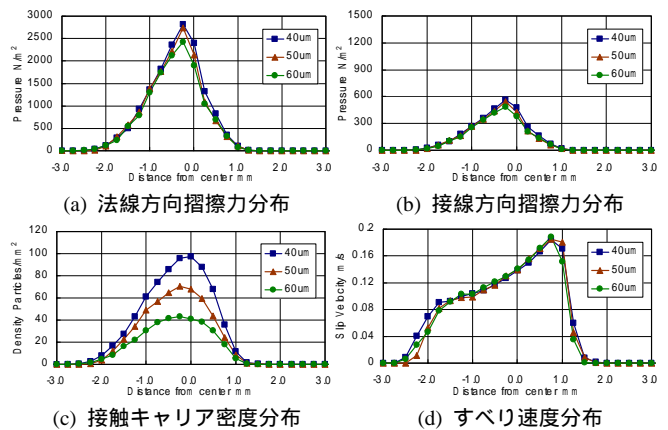 3000
2500
2000
1500
1000
500
0
Pressure N/m²
40um
50um
60um
-3.0 -2.0 -1.0 0.0 1.0 2.0 3.0
Distance from center mm
(a) 法線方向摺擦力分布
1500
1200
900
600
300
0
Pressure N/m²
40um
50um
60um
-3.0 -2.0 -1.0 0.0 1.0 2.0 3.0
Distance from center mm
(b) 接線方向摺擦力分布
120
100
80
60
40
20
0
Density Particles/mm²
40um
50um
60um
-3.0 -2.0 -1.0 0.0 1.0 2.0 3.0
Distance from center mm
(c) 接触キャリア密度分布
0.2
0.16
0.12
0.08
0.04
0
Slip Velocity m/s
40um
50um
60um
-3.0 -2.0 -1.0 0.0 1.0 2.0 3.0
Distance from center mm
(d) すべり速度分布